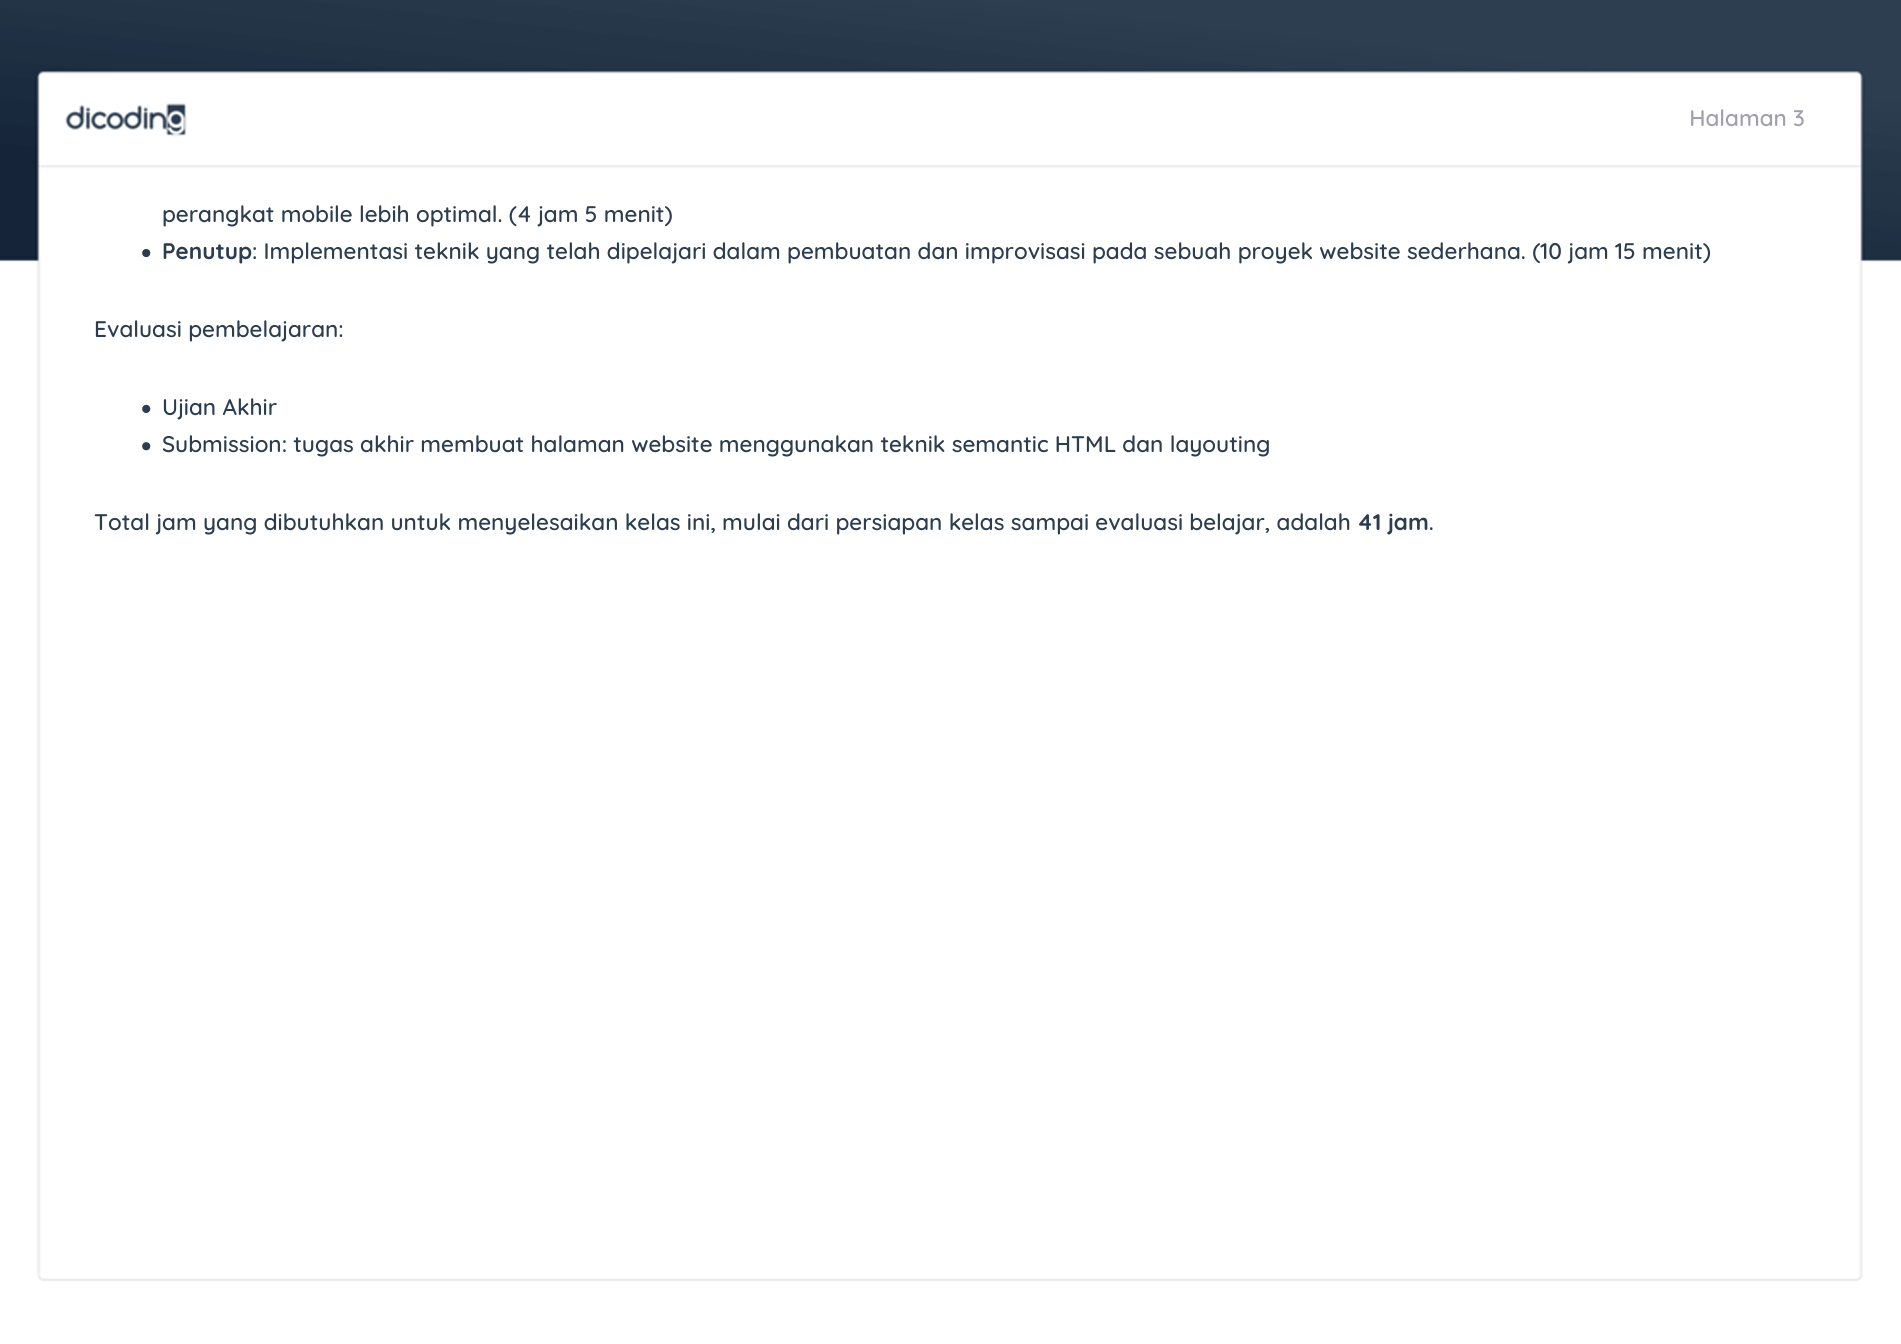 dicoding
Halaman 3
perangkat mobile lebih optimal. (4 jam 5 menit)
• Penutup: Implementasi teknik yang telah dipelajari dalam pembuatan dan improvisasi pada sebuah proyek website sederhana. (10 jam 15 menit)
Evaluasi pembelajaran:
• Ujian Akhir
• Submission: tugas akhir membuat halaman website menggunakan teknik semantic HTML dan layouting
Total jam yang dibutuhkan untuk menyelesaikan kelas ini, mulai dari persiapan kelas sampai evaluasi belajar, adalah 41 jam.